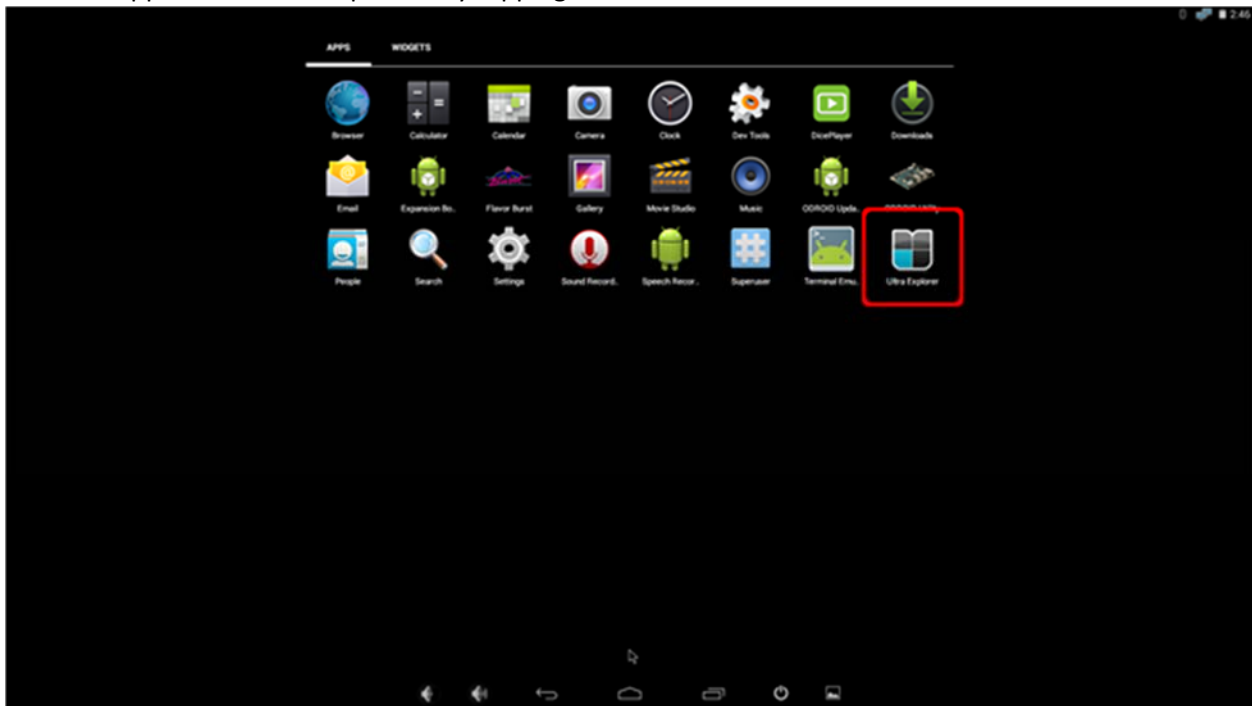 2:46
APPS WIDGETS
Browser Calculator Calendar Camera Clock Dev Tools DicePlayer Downloads
Email Expansion Bo.. Flavor Burst Gallery Movie Studio Music ODROID Upda..
People Search Settings Sound Record.. Speech Recor.. Superuser Terminal Emu.. Ultra Explorer